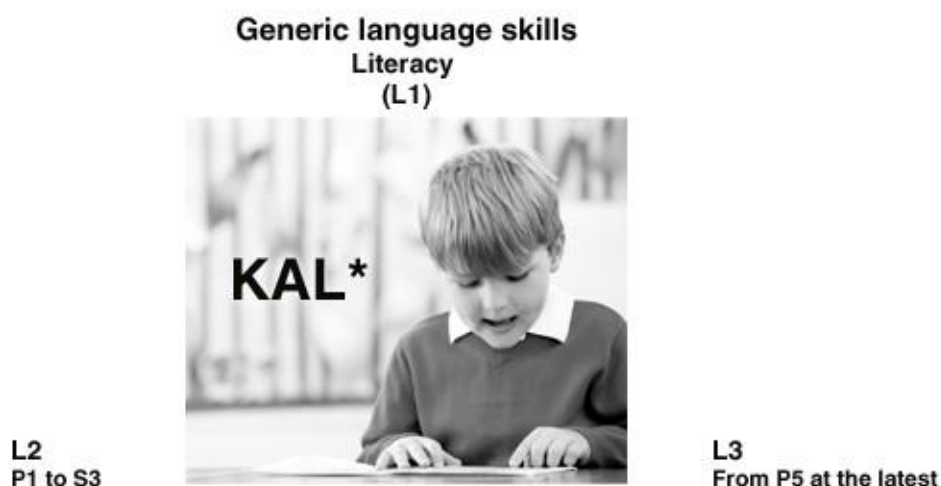 Generic language skills
Literacy
(L1)
KAL*
L2
P1 to S3
L3
From P5 at the latest